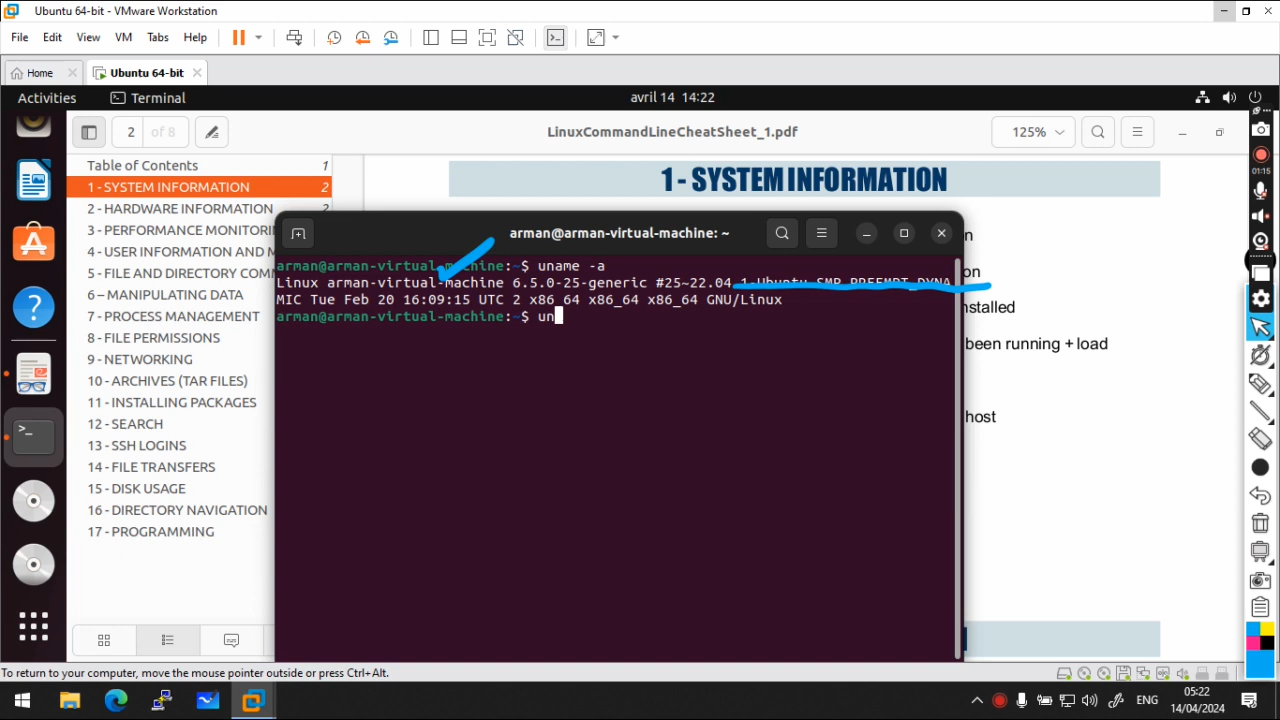 Ubuntu 64-bit - VMware Workstation
File Edit View VM Tabs Help
Home Ubuntu 64-bit
Activities Terminal avril 14 14:22
2 of 8 LinuxCommandLineCheatSheet_1.pdf 125%
Table of Contents 1
1 - SYSTEM INFORMATION 2
2 - HARDWARE INFORMATION 2
3 - PERFORMANCE MONITORIN
4 - USER INFORMATION AND M
5 - FILE AND DIRECTORY COM
6 – MANIPULATING DATA
7 - PROCESS MANAGEMENT
8 - FILE PERMISSIONS
9 - NETWORKING
10 - ARCHIVES (TAR FILES)
11 - INSTALLING PACKAGES
12 - SEARCH
13 - SSH LOGINS
14 - FILE TRANSFERS
15 - DISK USAGE
16 - DIRECTORY NAVIGATION
17 - PROGRAMMING
1 - SYSTEM INFORMATION
on
nstalled
been running + load
host
arman@arman-virtual-machine: ~
arman@arman-virtual-machine:~$ uname -a
Linux arman-virtual-machine 6.5.0-25-generic #25~22.04.1-Ubuntu SMP PREEMPT_DYNA
MIC Tue Feb 20 16:09:15 UTC 2 x86_64 x86_64 x86_64 GNU/Linux
arman@arman-virtual-machine:~$ un
01:15
To return to your computer, move the mouse pointer outside or press Ctrl+Alt.
ENG
05:22
14/04/2024